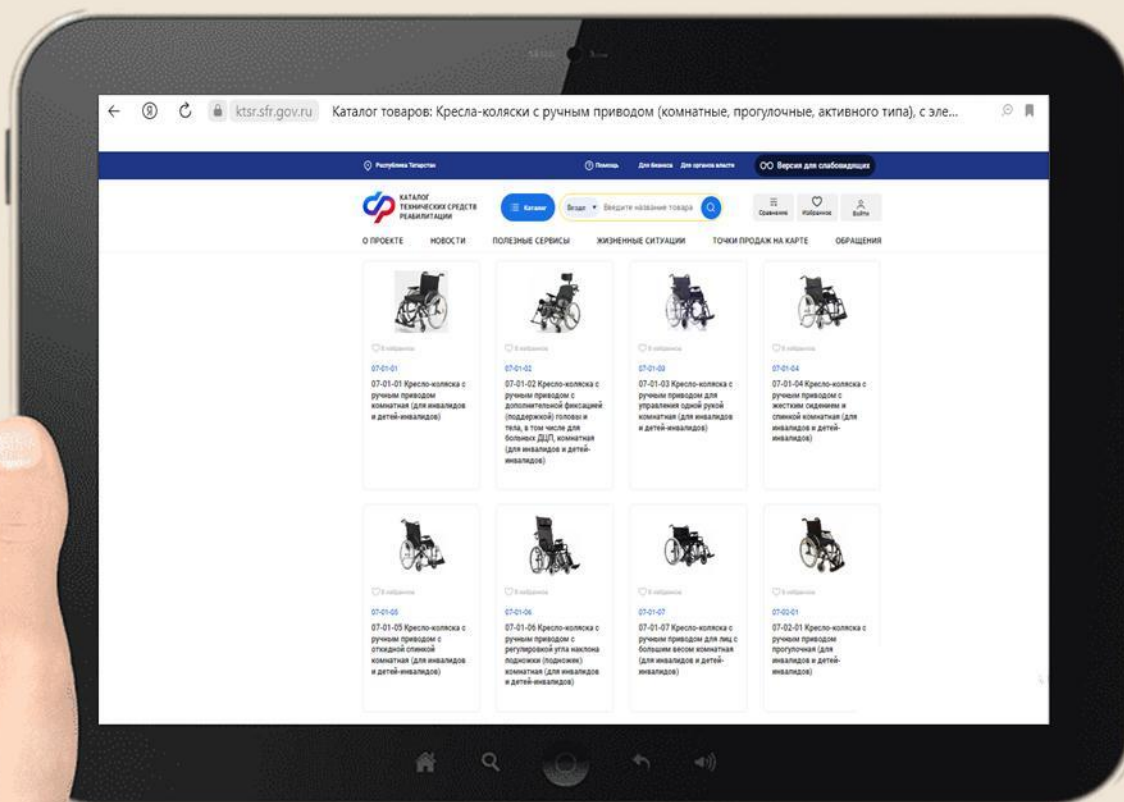 ktsr.sfr.gov.ru Каталог товаров: Кресла-коляски с ручным приводом (комнатные, прогулочные, активного типа), с эле...
Республика Татарстан Помощь Для бизнеса Для органов власти Версия для слабовидящих
КАТАЛОГ
ТЕХНИЧЕСКИХ СРЕДСТВ
РЕАБИЛИТАЦИИ
Каталог Везде Введите название товара
Сравнение Избранное Войти
О ПРОЕКТЕ НОВОСТИ ПОЛЕЗНЫЕ СЕРВИСЫ ЖИЗНЕННЫЕ СИТУАЦИИ ТОЧКИ ПРОДАЖ НА КАРТЕ ОБРАЩЕНИЯ
В избранное
07-01-01
07-01-01 Кресло-коляска с
ручным приводом
комнатная (для инвалидов
и детей-инвалидов)
В избранное
07-01-02
07-01-02 Кресло-коляска с
ручным приводом с
дополнительной фиксацией
(поддержкой) головы и
тела, в том числе для
больных ДЦП, комнатная
(для инвалидов и детей-
инвалидов)
В избранное
07-01-03
07-01-03 Кресло-коляска с
ручным приводом для
управления одной рукой
комнатная (для инвалидов
и детей-инвалидов)
В избранное
07-01-04
07-01-04 Кресло-коляска с
ручным приводом с
жестким сидением и
спинкой комнатная (для
инвалидов и детей-
инвалидов)
В избранное
07-01-05
07-01-05 Кресло-коляска с
ручным приводом с
откидной спинкой
комнатная (для инвалидов
и детей-инвалидов)
В избранное
07-01-06
07-01-06 Кресло-коляска с
ручным приводом с
регулировкой угла наклона
подножки (подножек)
комнатная (для инвалидов
и детей-инвалидов)
В избранное
07-01-07
07-01-07 Кресло-коляска с
ручным приводом для лиц с
большим весом комнатная
(для инвалидов и детей-
инвалидов)
В избранное
07-02-01
07-02-01 Кресло-коляска с
ручным приводом
прогулочная (для
инвалидов и детей-
инвалидов)